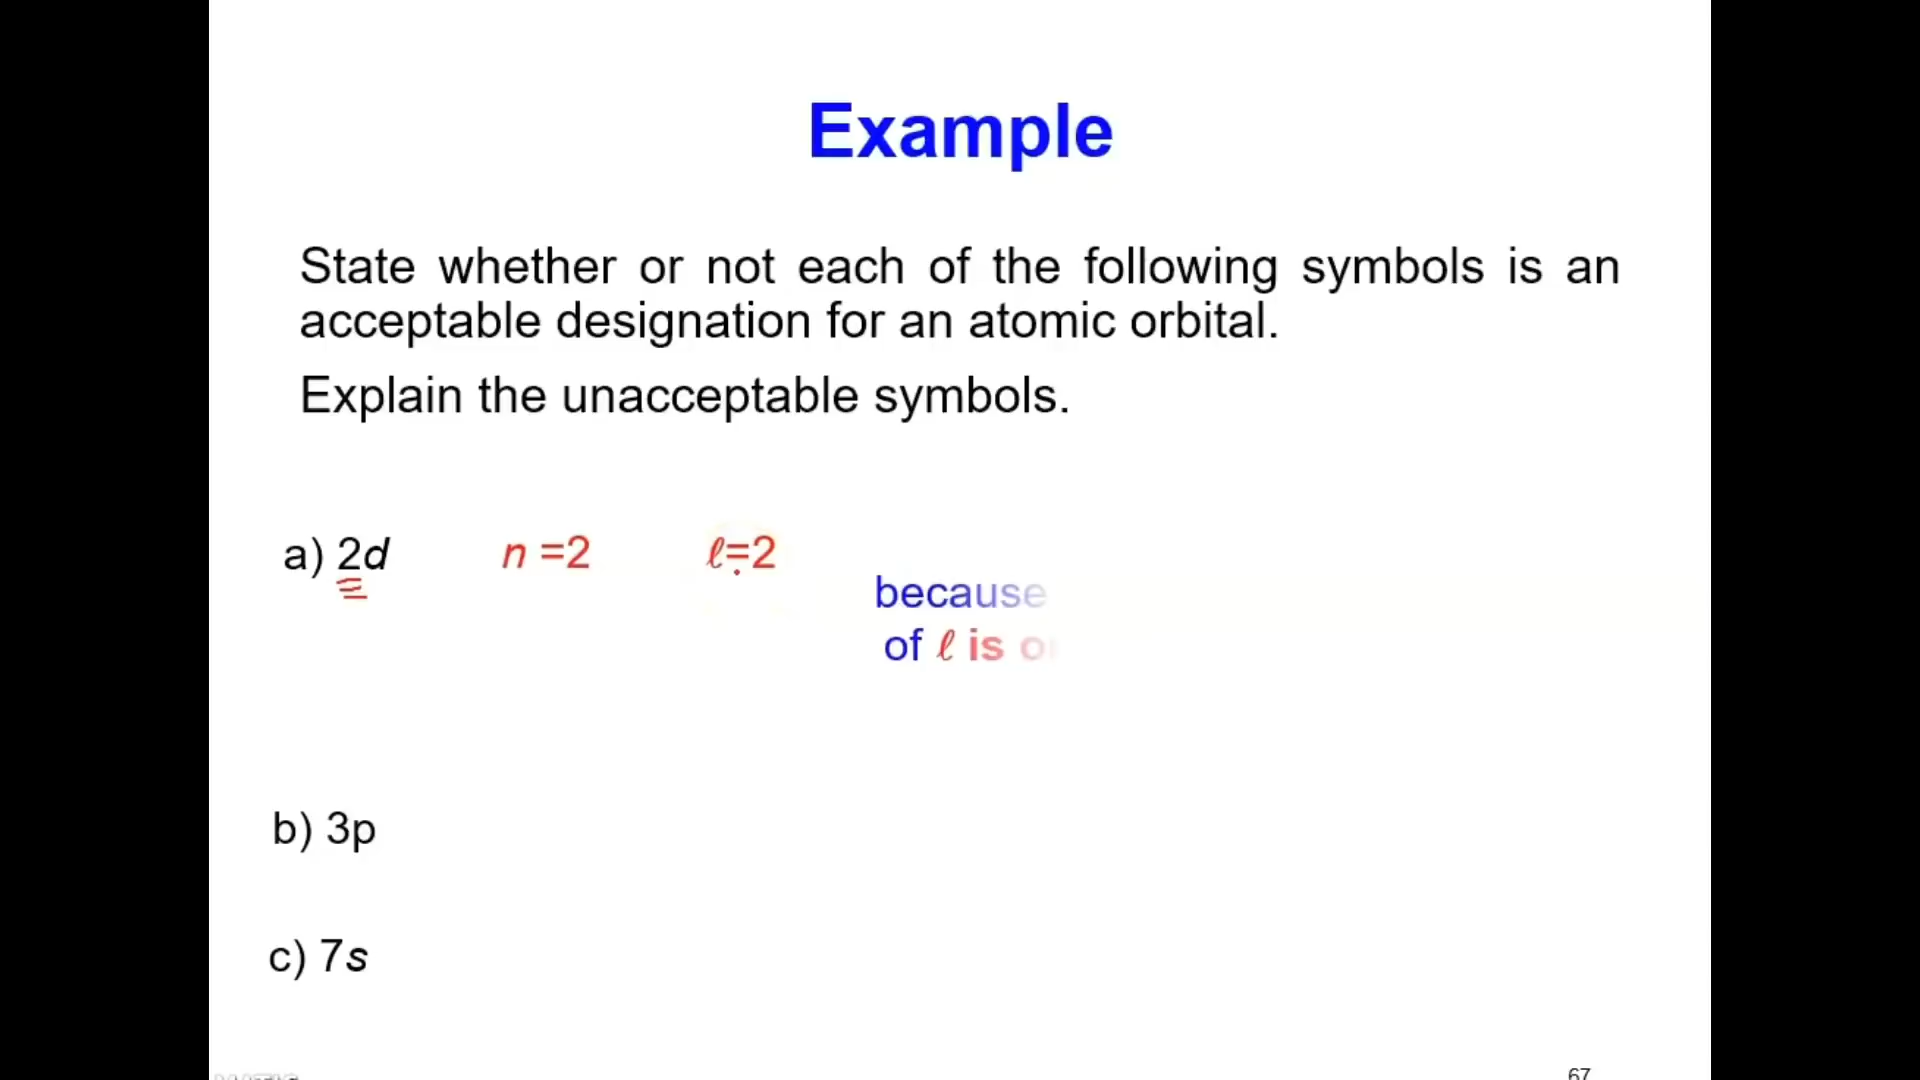 Example
State whether or not each of the following symbols is an
acceptable designation for an atomic orbital.
Explain the unacceptable symbols.
a) 2d n =2 ℓ=2
because
of ℓ is
b) 3p
c) 7s
67